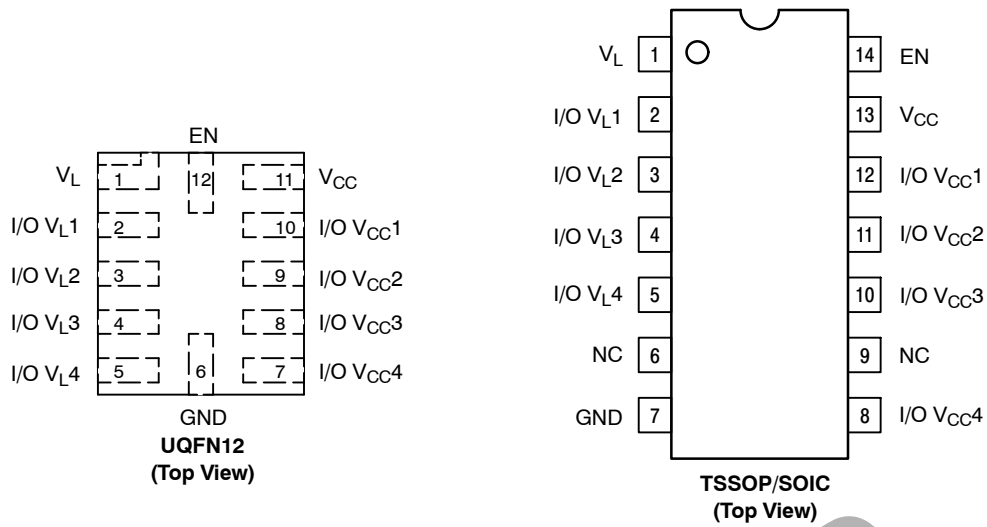 EN
V_L 1 12 11 V_CC
I/O V_L1 2 10 I/O V_CC1
I/O V_L2 3 9 I/O V_CC2
I/O V_L3 4 8 I/O V_CC3
I/O V_L4 5 6 7 I/O V_CC4
GND
UQFN12
(Top View)
V_L 1 14 EN
I/O V_L1 2 13 V_CC
I/O V_L2 3 12 I/O V_CC1
I/O V_L3 4 11 I/O V_CC2
I/O V_L4 5 10 I/O V_CC3
NC 6 9 NC
GND 7 8 I/O V_CC4
TSSOP/SOIC
(Top View)